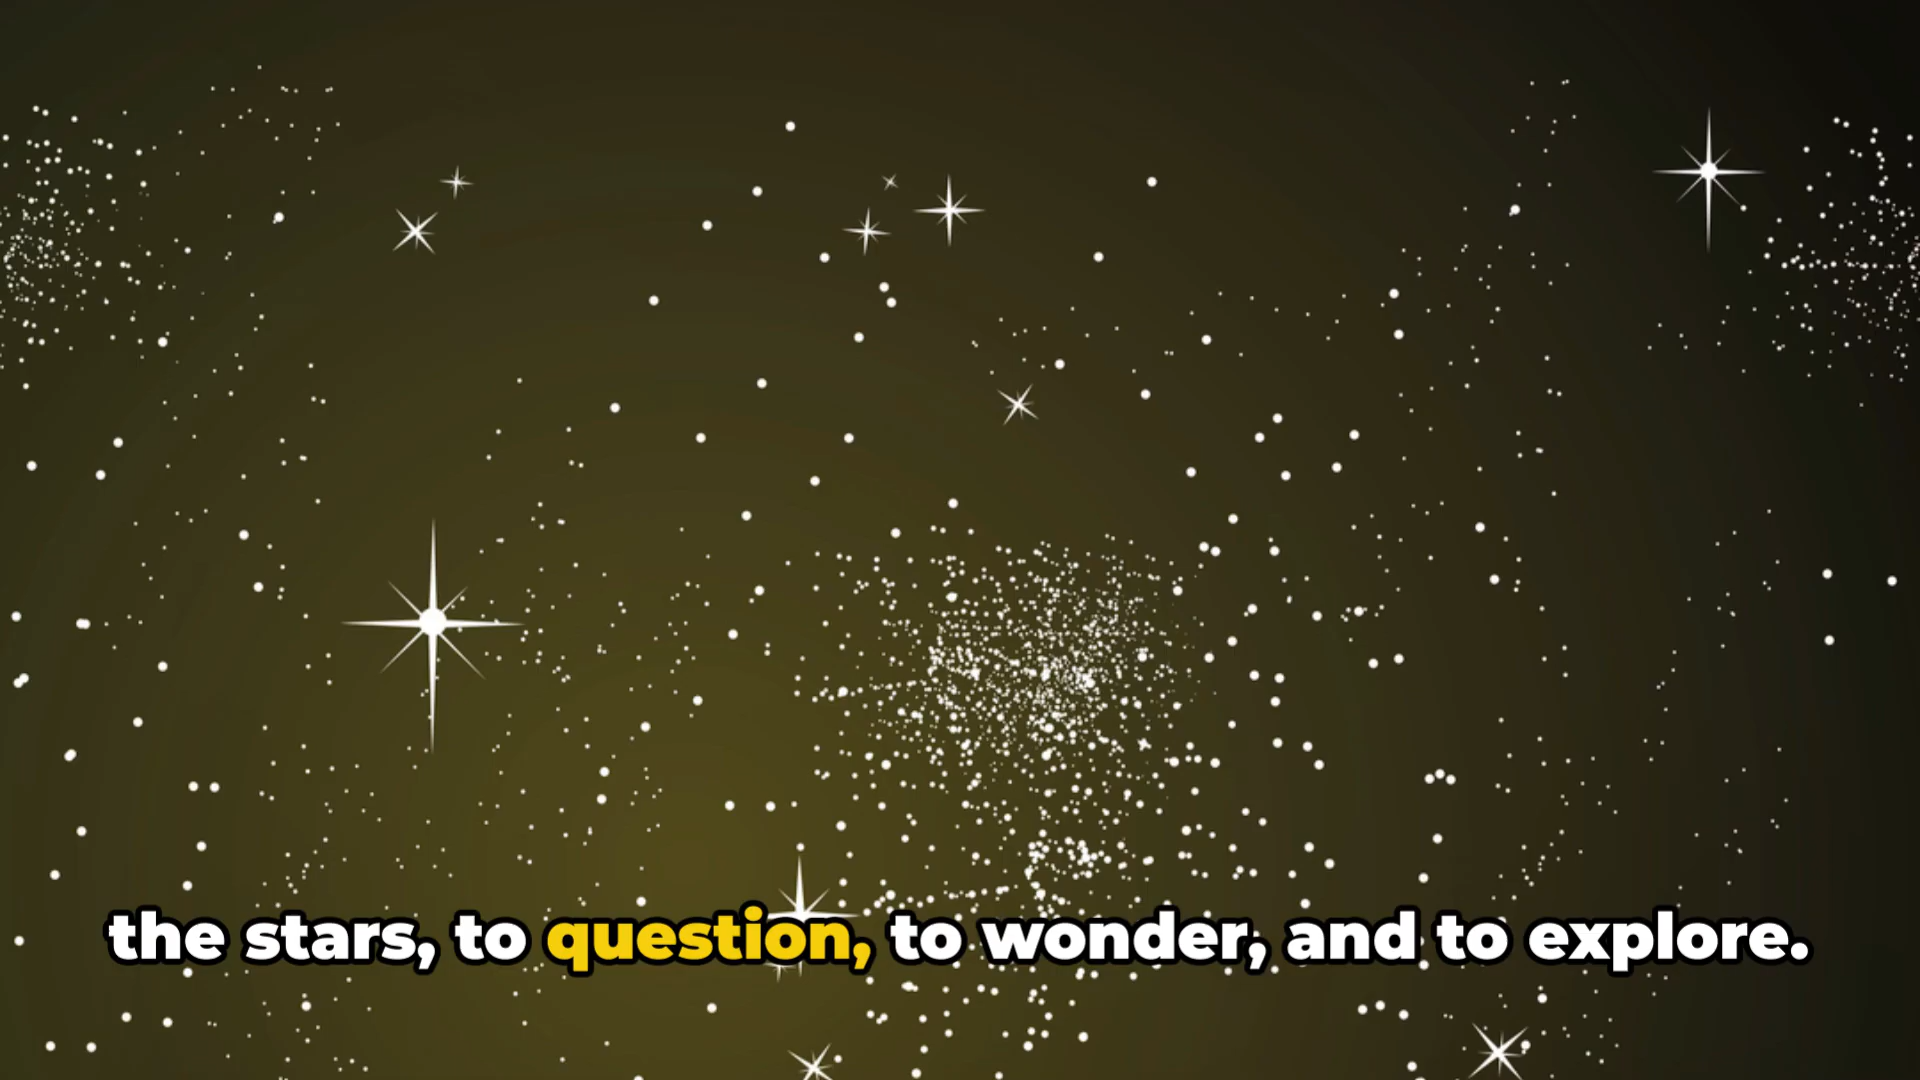 the stars, to question, to wonder, and to explore.